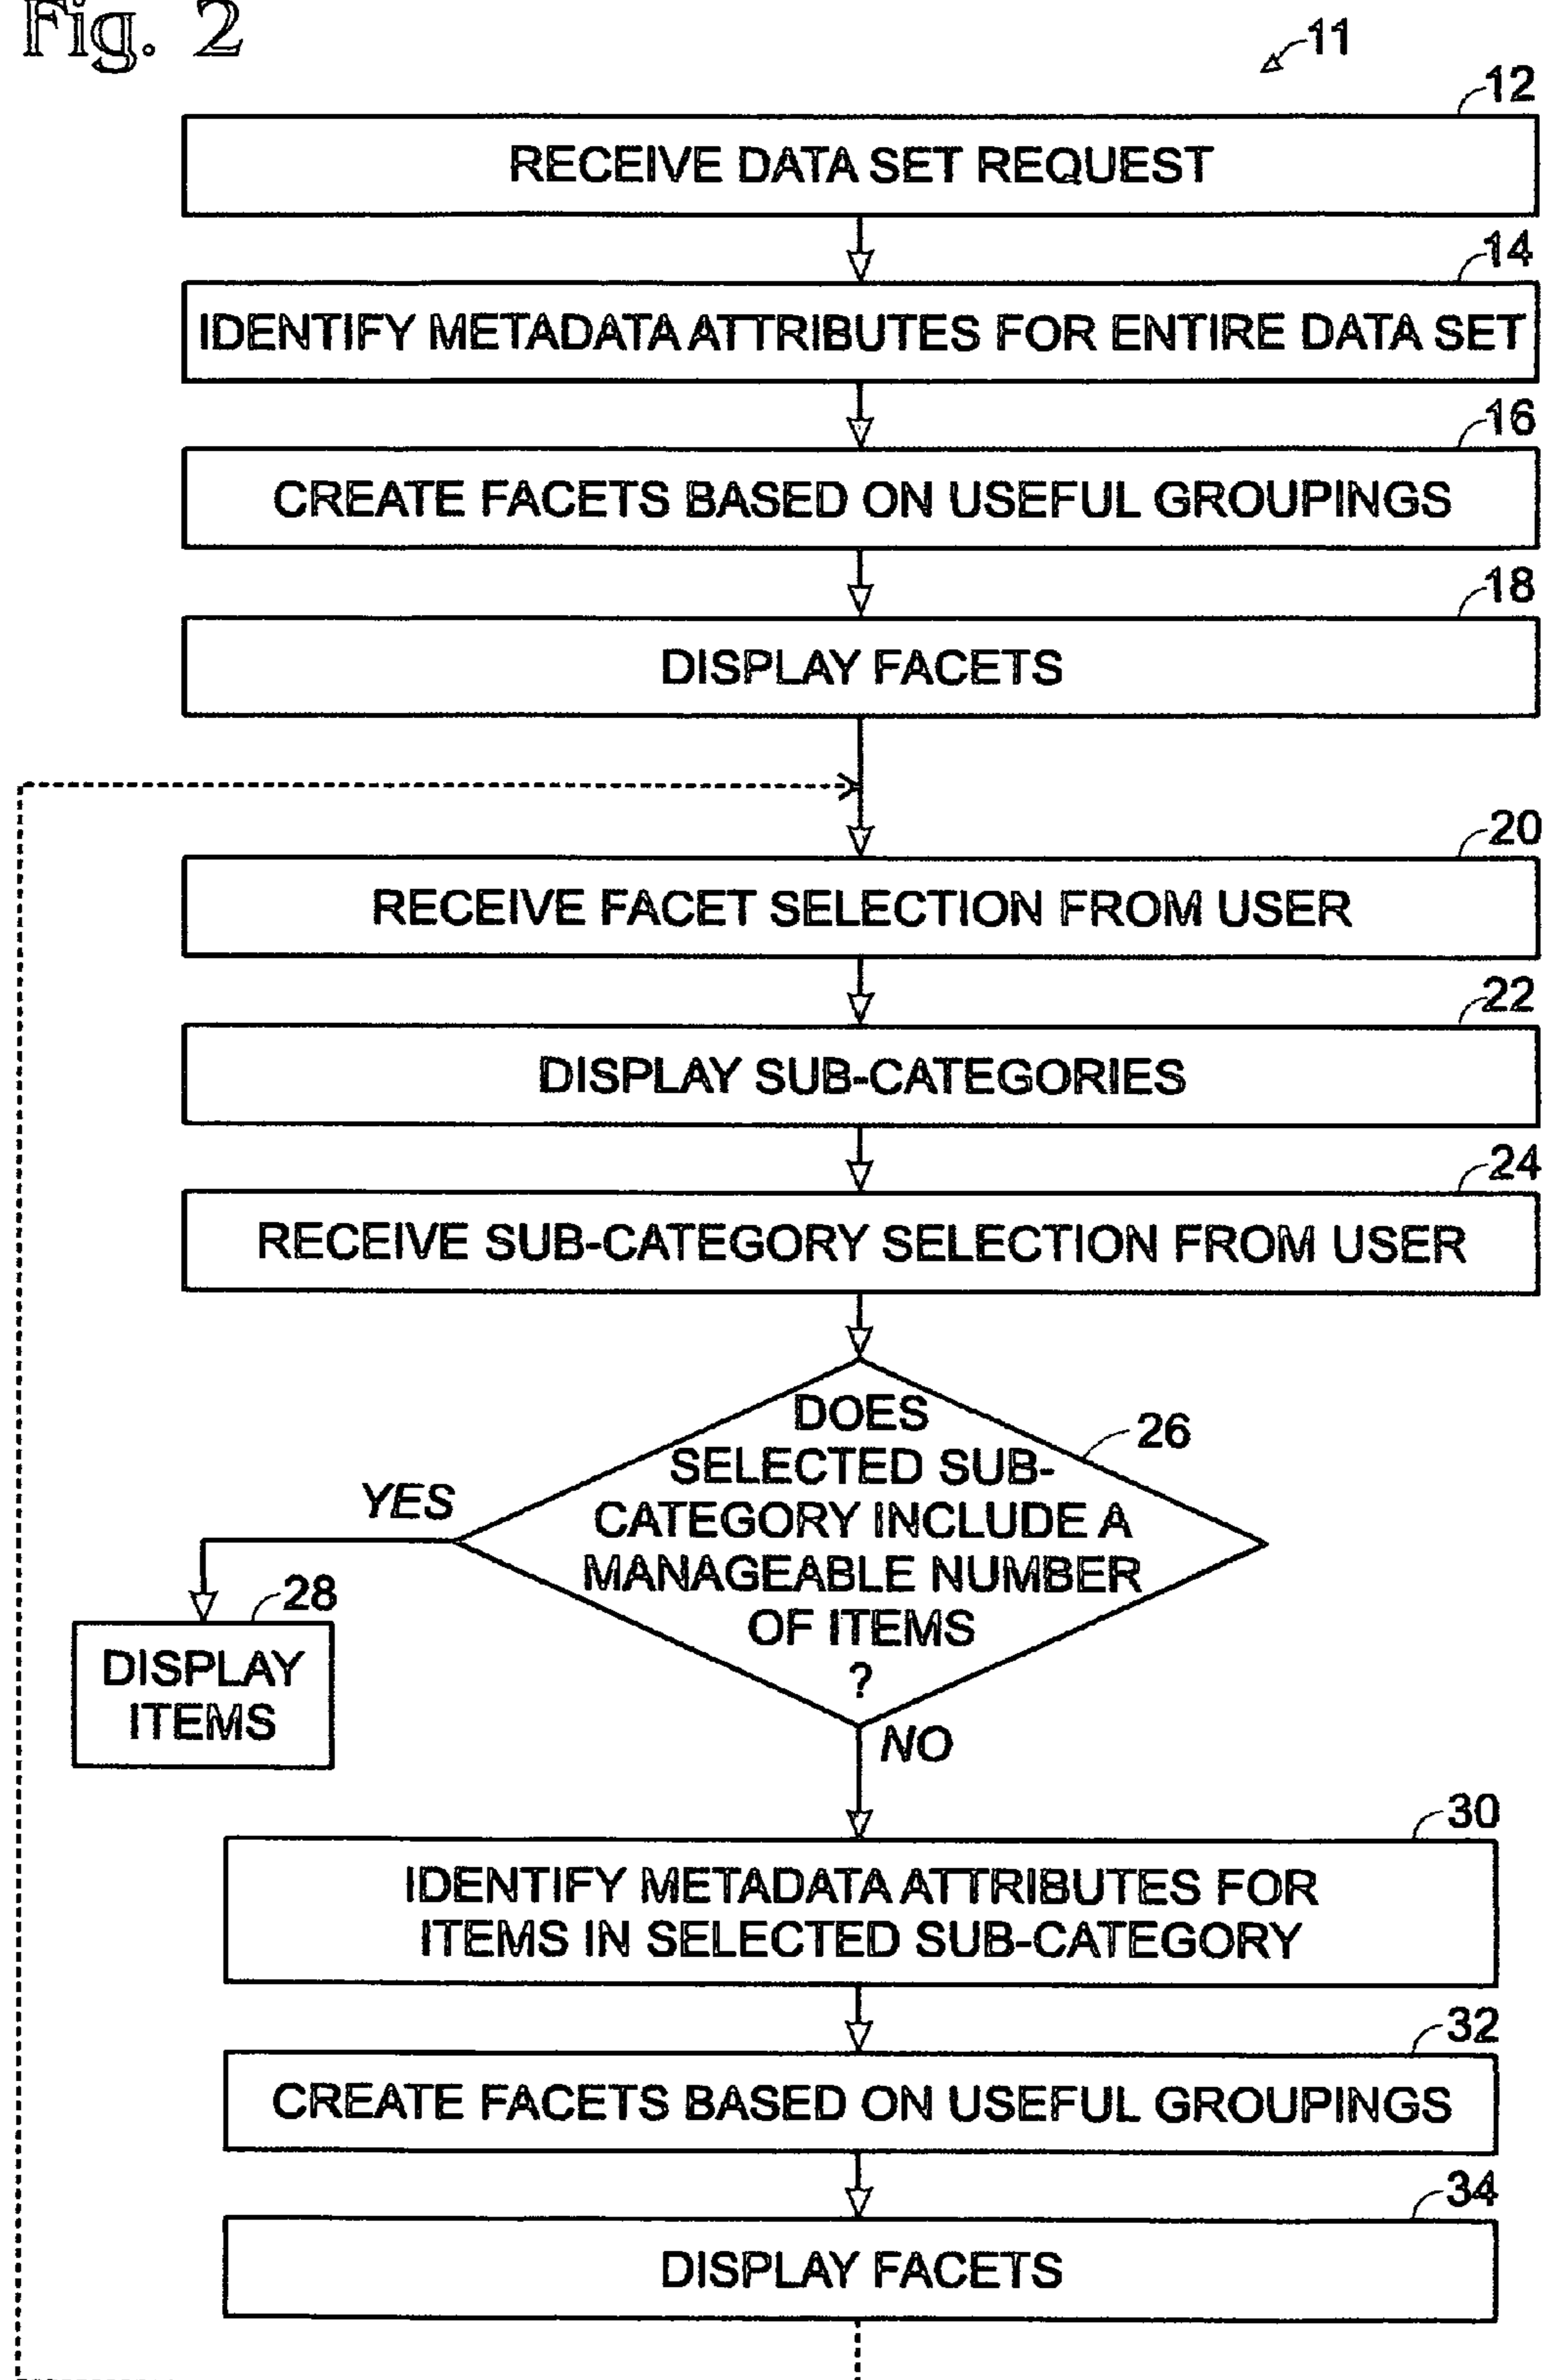 Fig. 2
11
12
RECEIVE DATA SET REQUEST
14
IDENTIFY METADATA ATTRIBUTES FOR ENTIRE DATA SET
16
CREATE FACETS BASED ON USEFUL GROUPINGS
18
DISPLAY FACETS
20
RECEIVE FACET SELECTION FROM USER
22
DISPLAY SUB-CATEGORIES
24
RECEIVE SUB-CATEGORY SELECTION FROM USER
DOES
SELECTED SUB-
CATEGORY INCLUDE A
MANAGEABLE NUMBER
OF ITEMS
?
26
YES
28
DISPLAY
ITEMS
NO
30
IDENTIFY METADATA ATTRIBUTES FOR
ITEMS IN SELECTED SUB-CATEGORY
32
CREATE FACETS BASED ON USEFUL GROUPINGS
34
DISPLAY FACETS